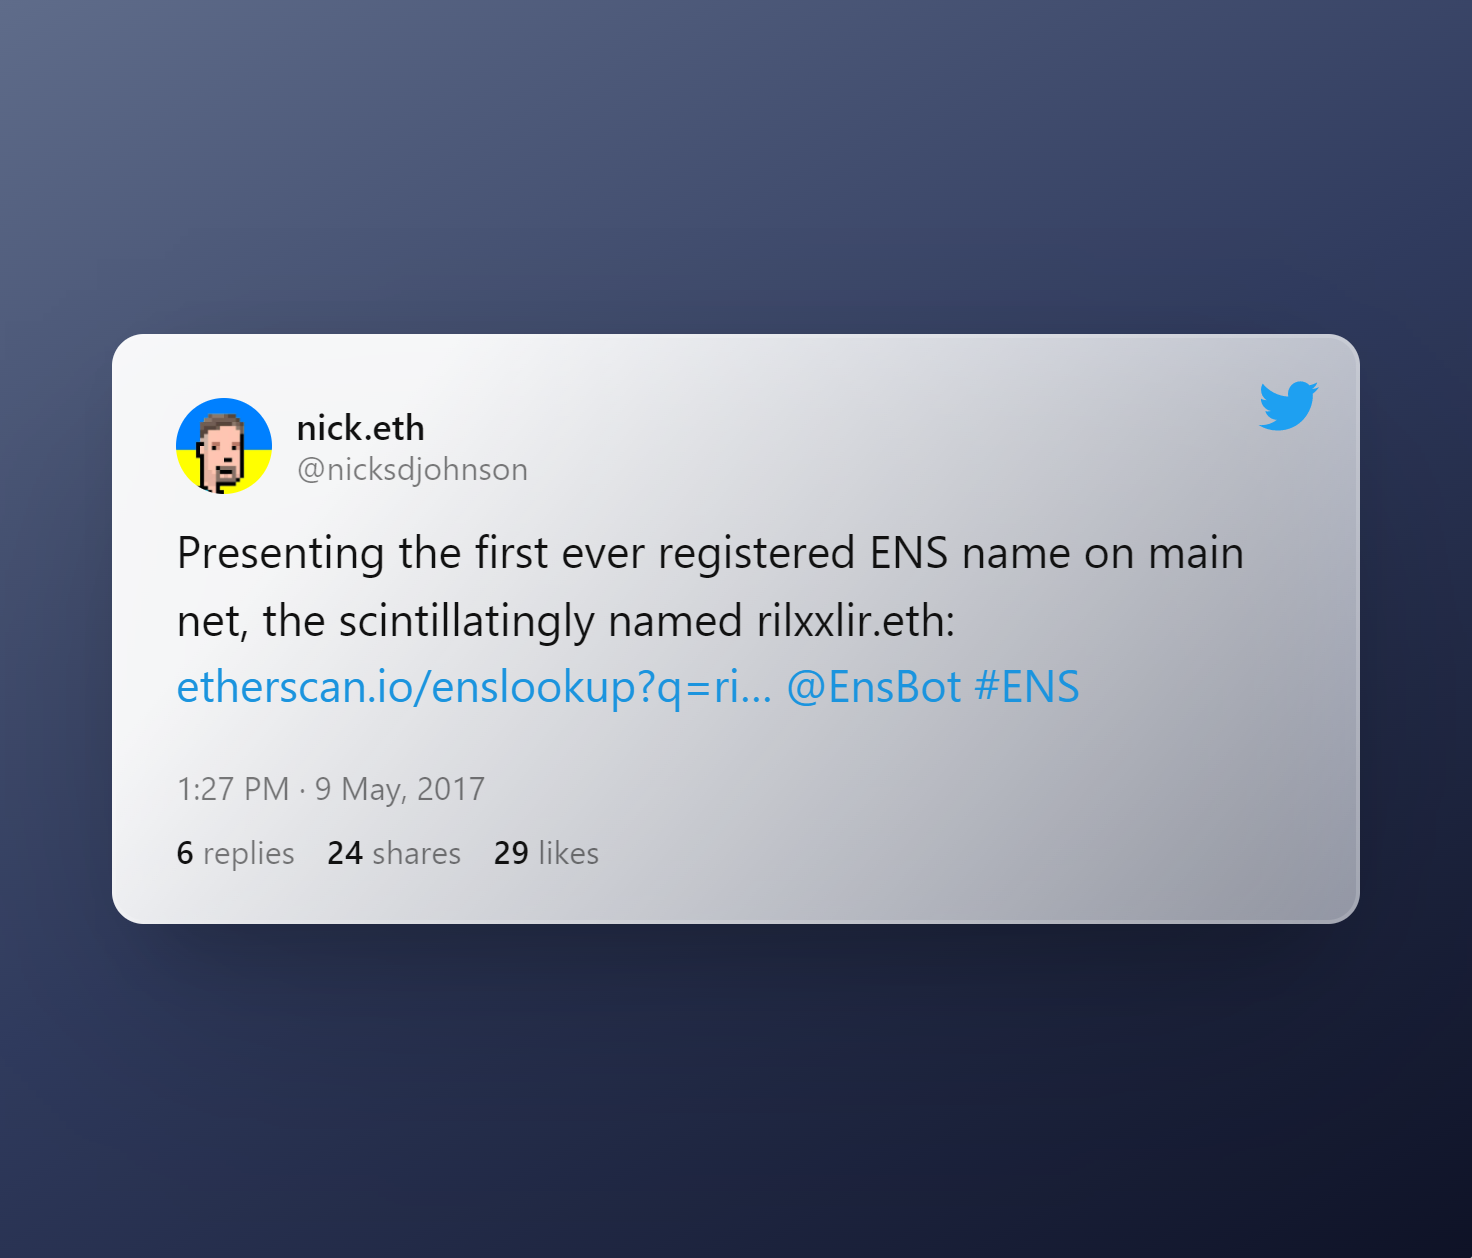 nick.eth
@nicksdjohnson
Presenting the first ever registered ENS name on main
net, the scintillatingly named rilxxlir.eth:
etherscan.io/enslookup?q=ri... @EnsBot #ENS
1:27 PM · 9 May, 2017
6 replies 24 shares 29 likes